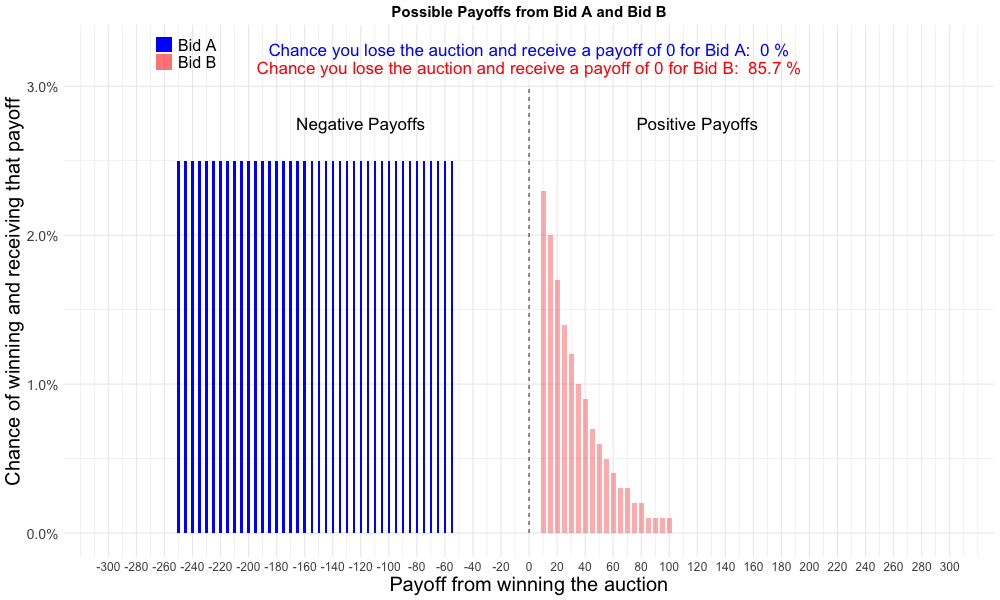 Possible Payoffs from Bid A and Bid B
Bid A
Bid B
Chance you lose the auction and receive a payoff of 0 for Bid A:  0 %
Chance you lose the auction and receive a payoff of 0 for Bid B:  85.7 %
Negative Payoffs
Positive Payoffs
Chance of winning and receiving that payoff
3.0%
2.0%
1.0%
0.0%
-300 -280 -260 -240 -220 -200 -180 -160 -140 -120 -100 -80 -60 -40 -20 0 20 40 60 80 100 120 140 160 180 200 220 240 260 280 300
Payoff from winning the auction